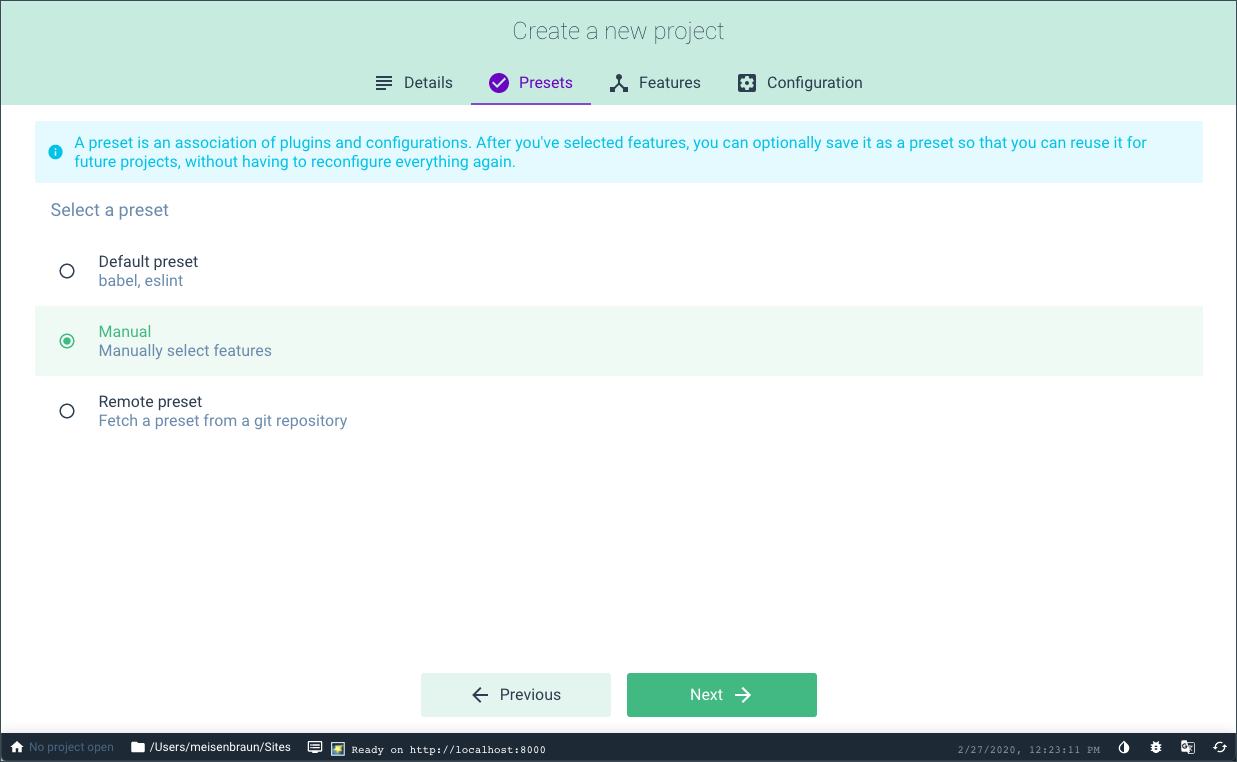 Create a new project
Details Presets Features Configuration
A preset is an association of plugins and configurations. After you've selected features, you can optionally save it as a preset so that you can reuse it for
future projects, without having to reconfigure everything again.
Select a preset
Default preset
babel, eslint
Manual
Manually select features
Remote preset
Fetch a preset from a git repository
Previous Next
No project open /Users/meisenbraun/Sites Ready on http://localhost:8000 2/27/2020, 12:23:11 PM